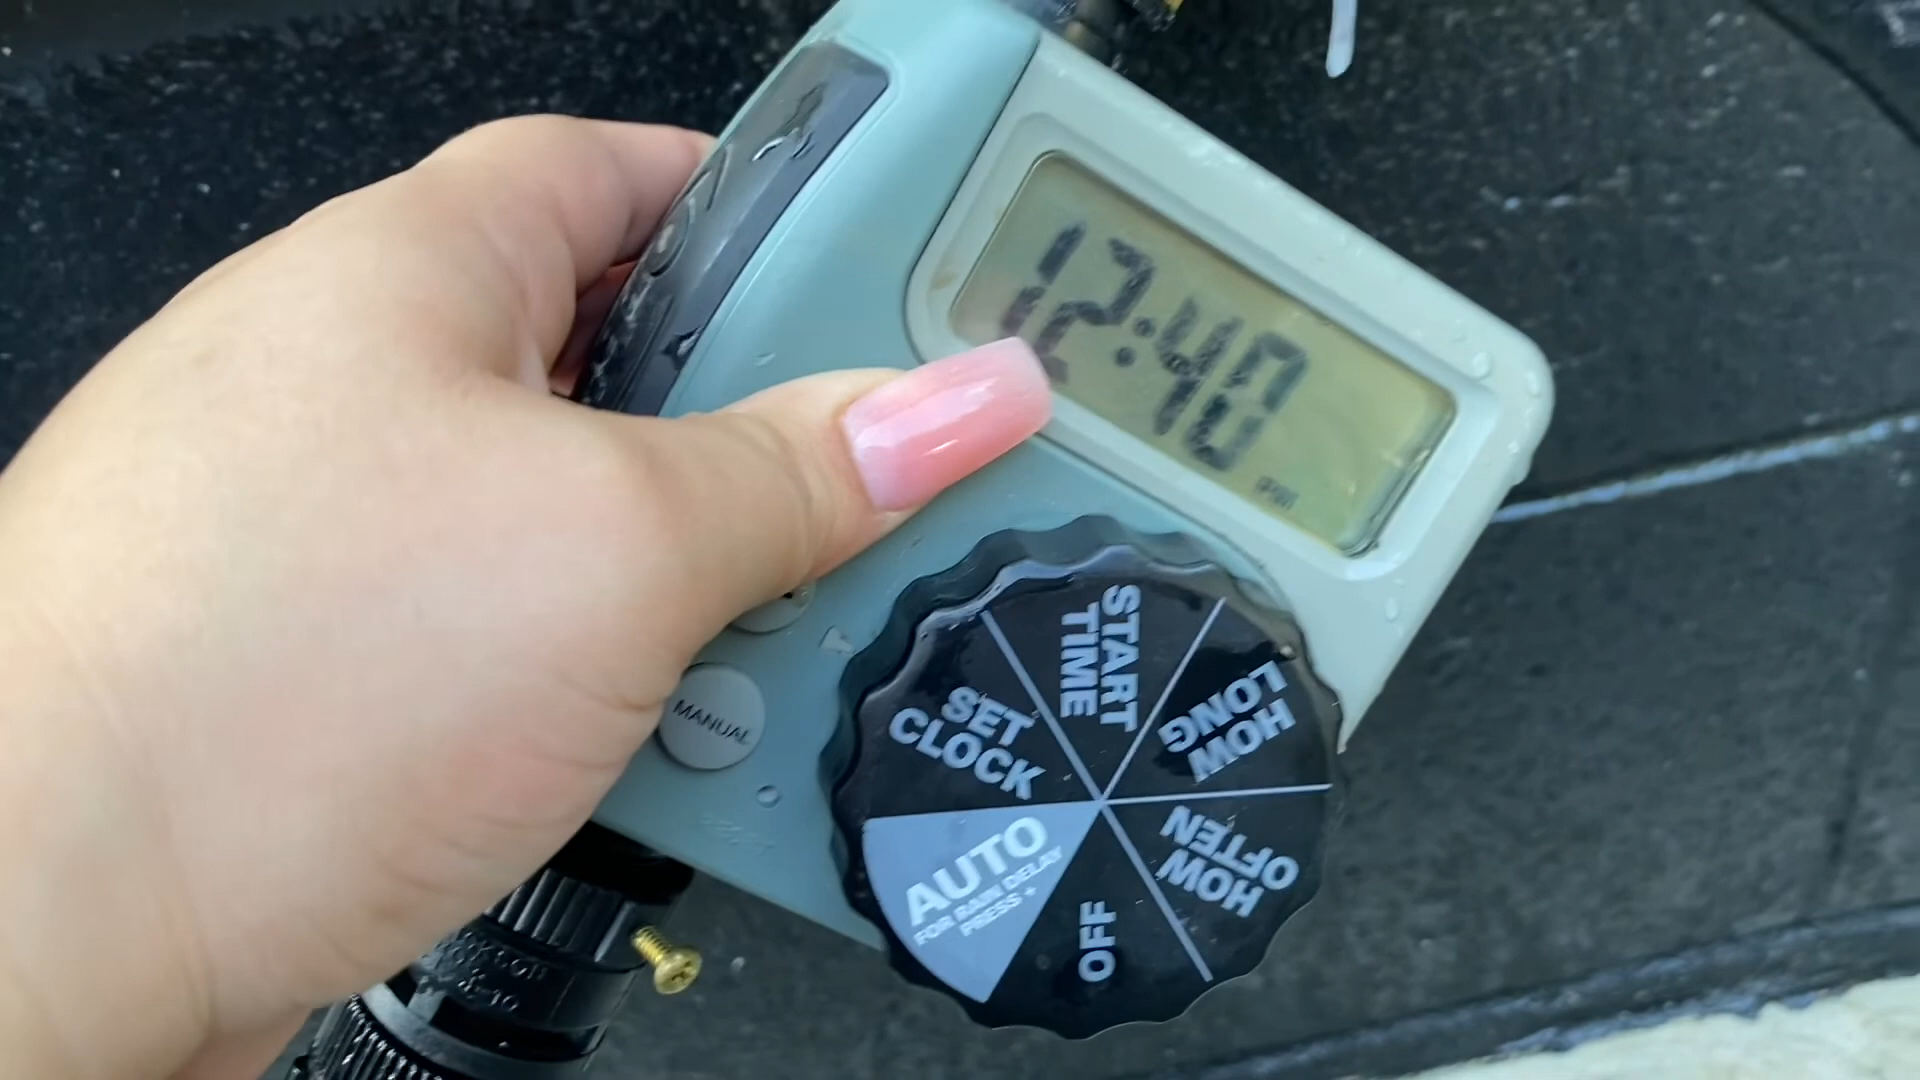 12:40
PM
START
TIME
HOW
LONG
SET
CLOCK
MANUAL
AUTO
FOR RAIN DELAY
PRESS +
HOW
OFTEN
OFF